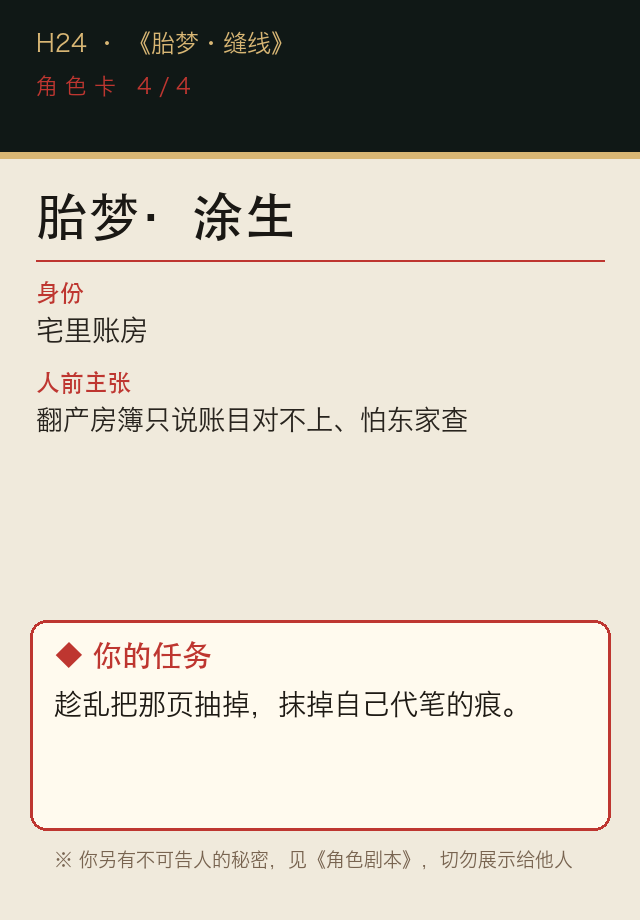 H24 · 《胎梦·缝线》
角色卡 4/4
胎梦· 涂生
身份
宅里账房
人前主张
翻产房簿只说账目对不上、怕东家查
◆ 你的任务
趁乱把那页抽掉，抹掉自己代笔的痕。
※ 你另有不可告人的秘密，见《角色剧本》，切勿展示给他人